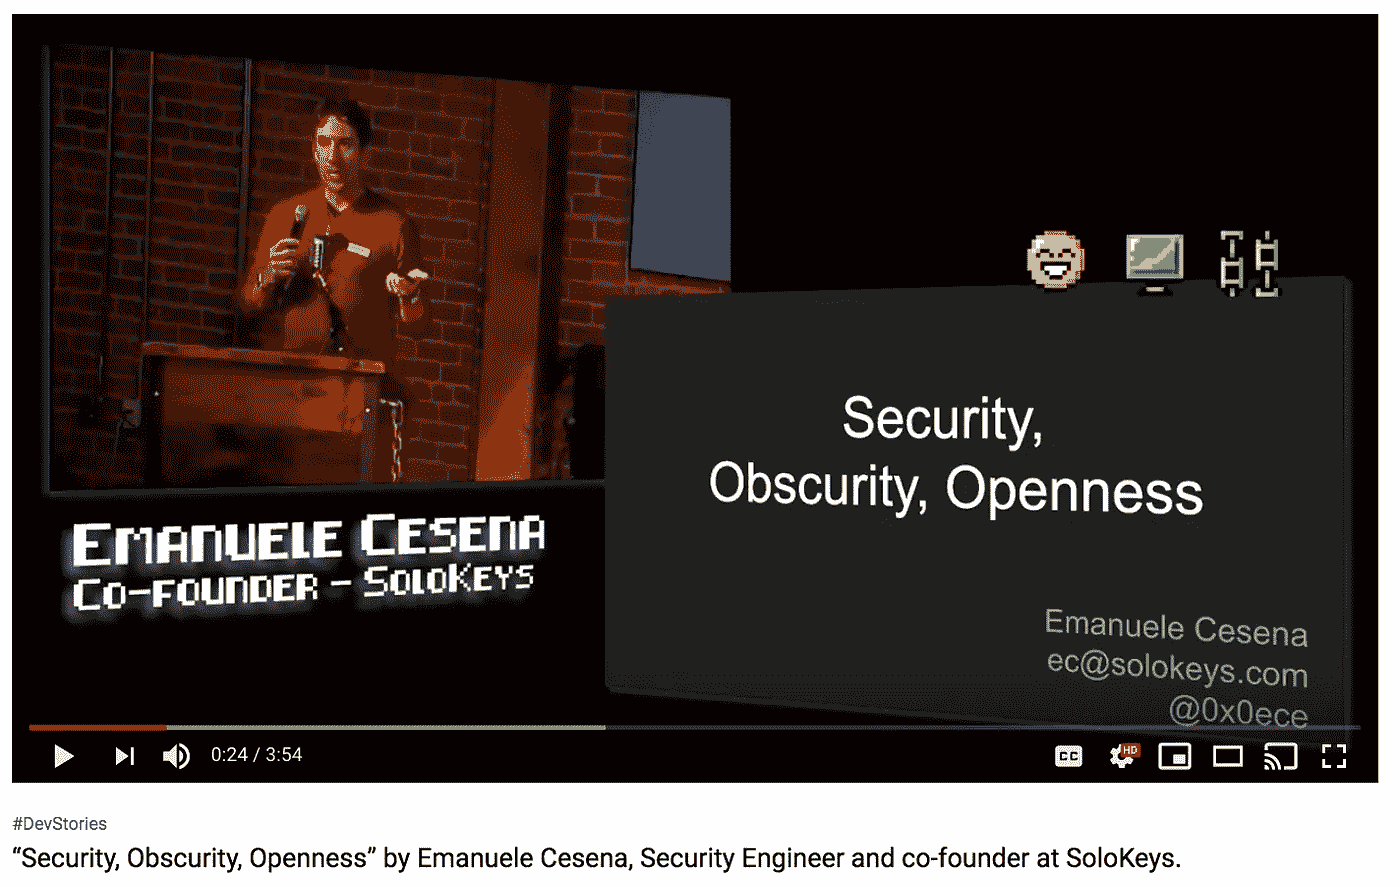 Security,
Obscurity, Openness
Emanuele Cesena
Co-founder - SoloKeys
Emanuele Cesena
ec@solokeys.com
@0x0ece
0:24 / 3:54
CC
HD
#DevStories
“Security, Obscurity, Openness” by Emanuele Cesena, Security Engineer and co-founder at SoloKeys.